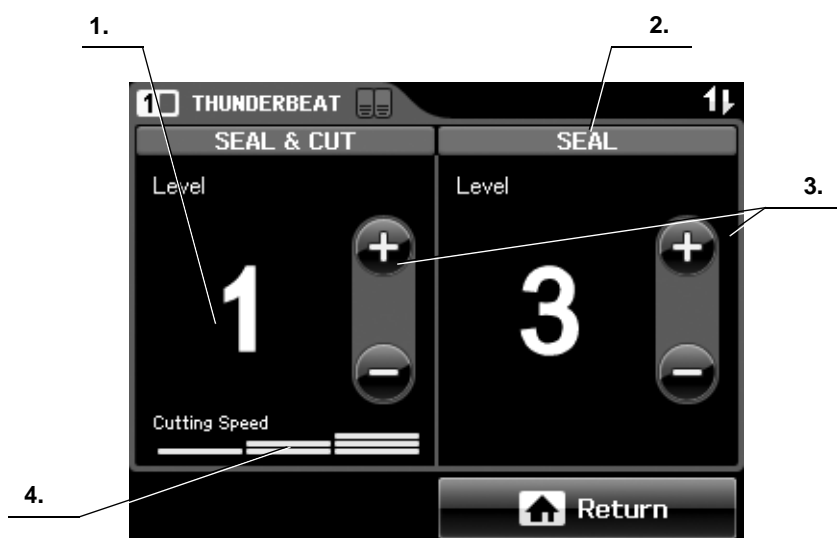 1.
2.
1 THUNDERBEAT
1
SEAL & CUT
SEAL
Level
Level
3.
+
+
1
3
−
−
Cutting Speed
4.
Return